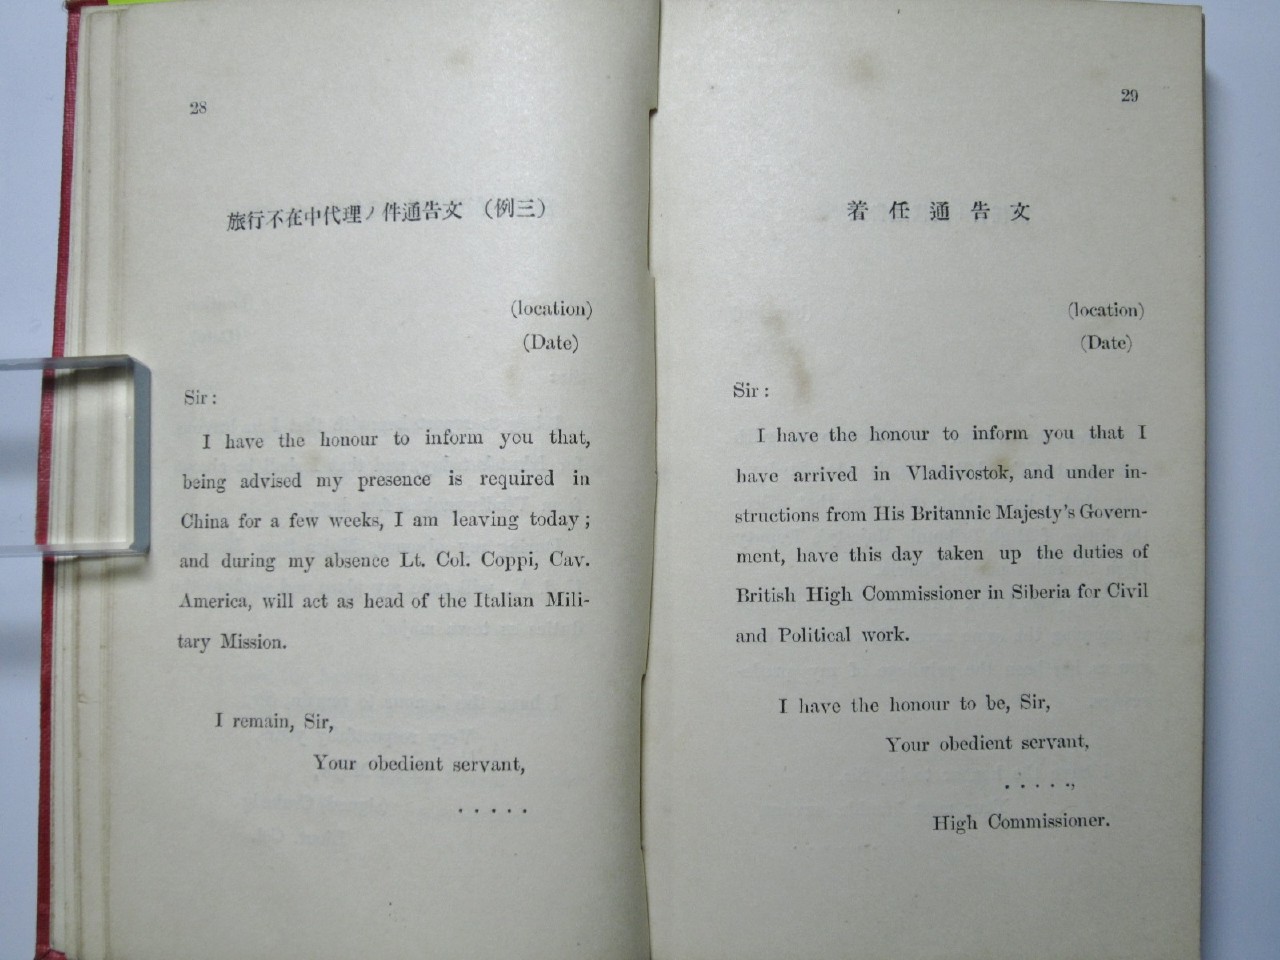 28
旅行不在中代理ノ件通告文 (例三)
(location)
(Date)
Sir:
I have the honour to inform you that,
being advised my presence is required in
China for a few weeks, I am leaving today;
and during my absence Lt. Col. Coppi, Cav.
America, will act as head of the Italian Mili-
tary Mission.
I remain, Sir,
Your obedient servant,
.....
29
着任通告文
(location)
(Date)
Sir:
I have the honour to inform you that I
have arrived in Vladivostok, and under in-
structions from His Britannic Majesty's Govern-
ment, have this day taken up the duties of
British High Commissioner in Siberia for Civil
and Political work.
I have the honour to be, Sir,
Your obedient servant,
.....,
High Commissioner.